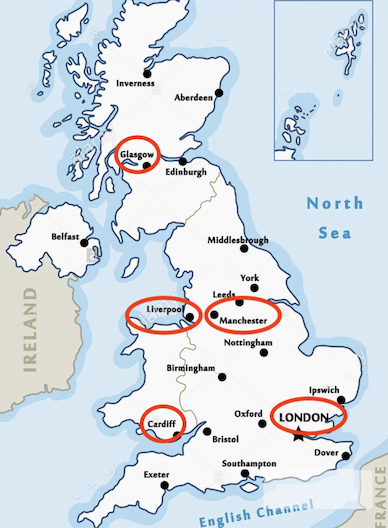 Inverness
Aberdeen
Glasgow
Edinburgh
North
Sea
Belfast
Middlesbrough
York
Leeds
Liverpool
Manchester
IRELAND
Nottingham
Birmingham
Ipswich
Oxford
LONDON
Cardiff
Bristol
Dover
Southampton
Exeter
English Channel
FRANCE